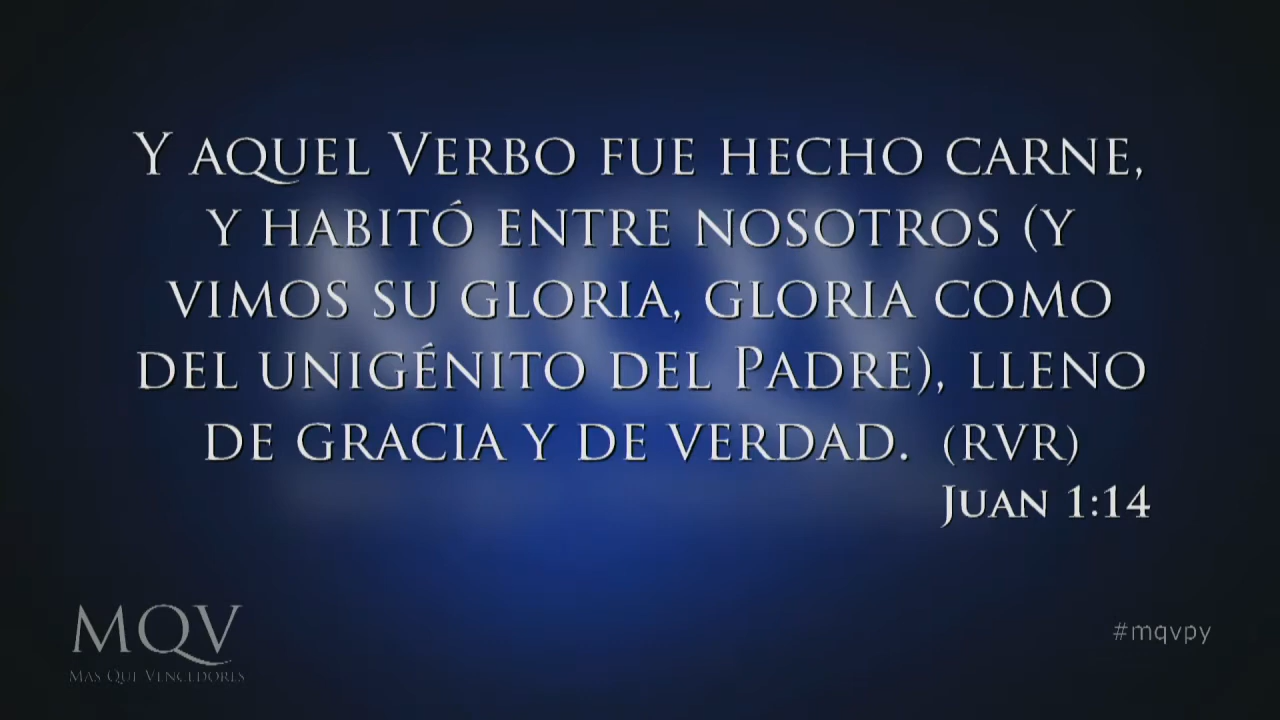 Y aquel Verbo fue hecho carne,
y habitó entre nosotros (y
vimos su gloria, gloria como
del unigénito del Padre), lleno
de gracia y de verdad. (RVR)
Juan 1:14
MQV
Mas Que Vencedores
#mqvpy